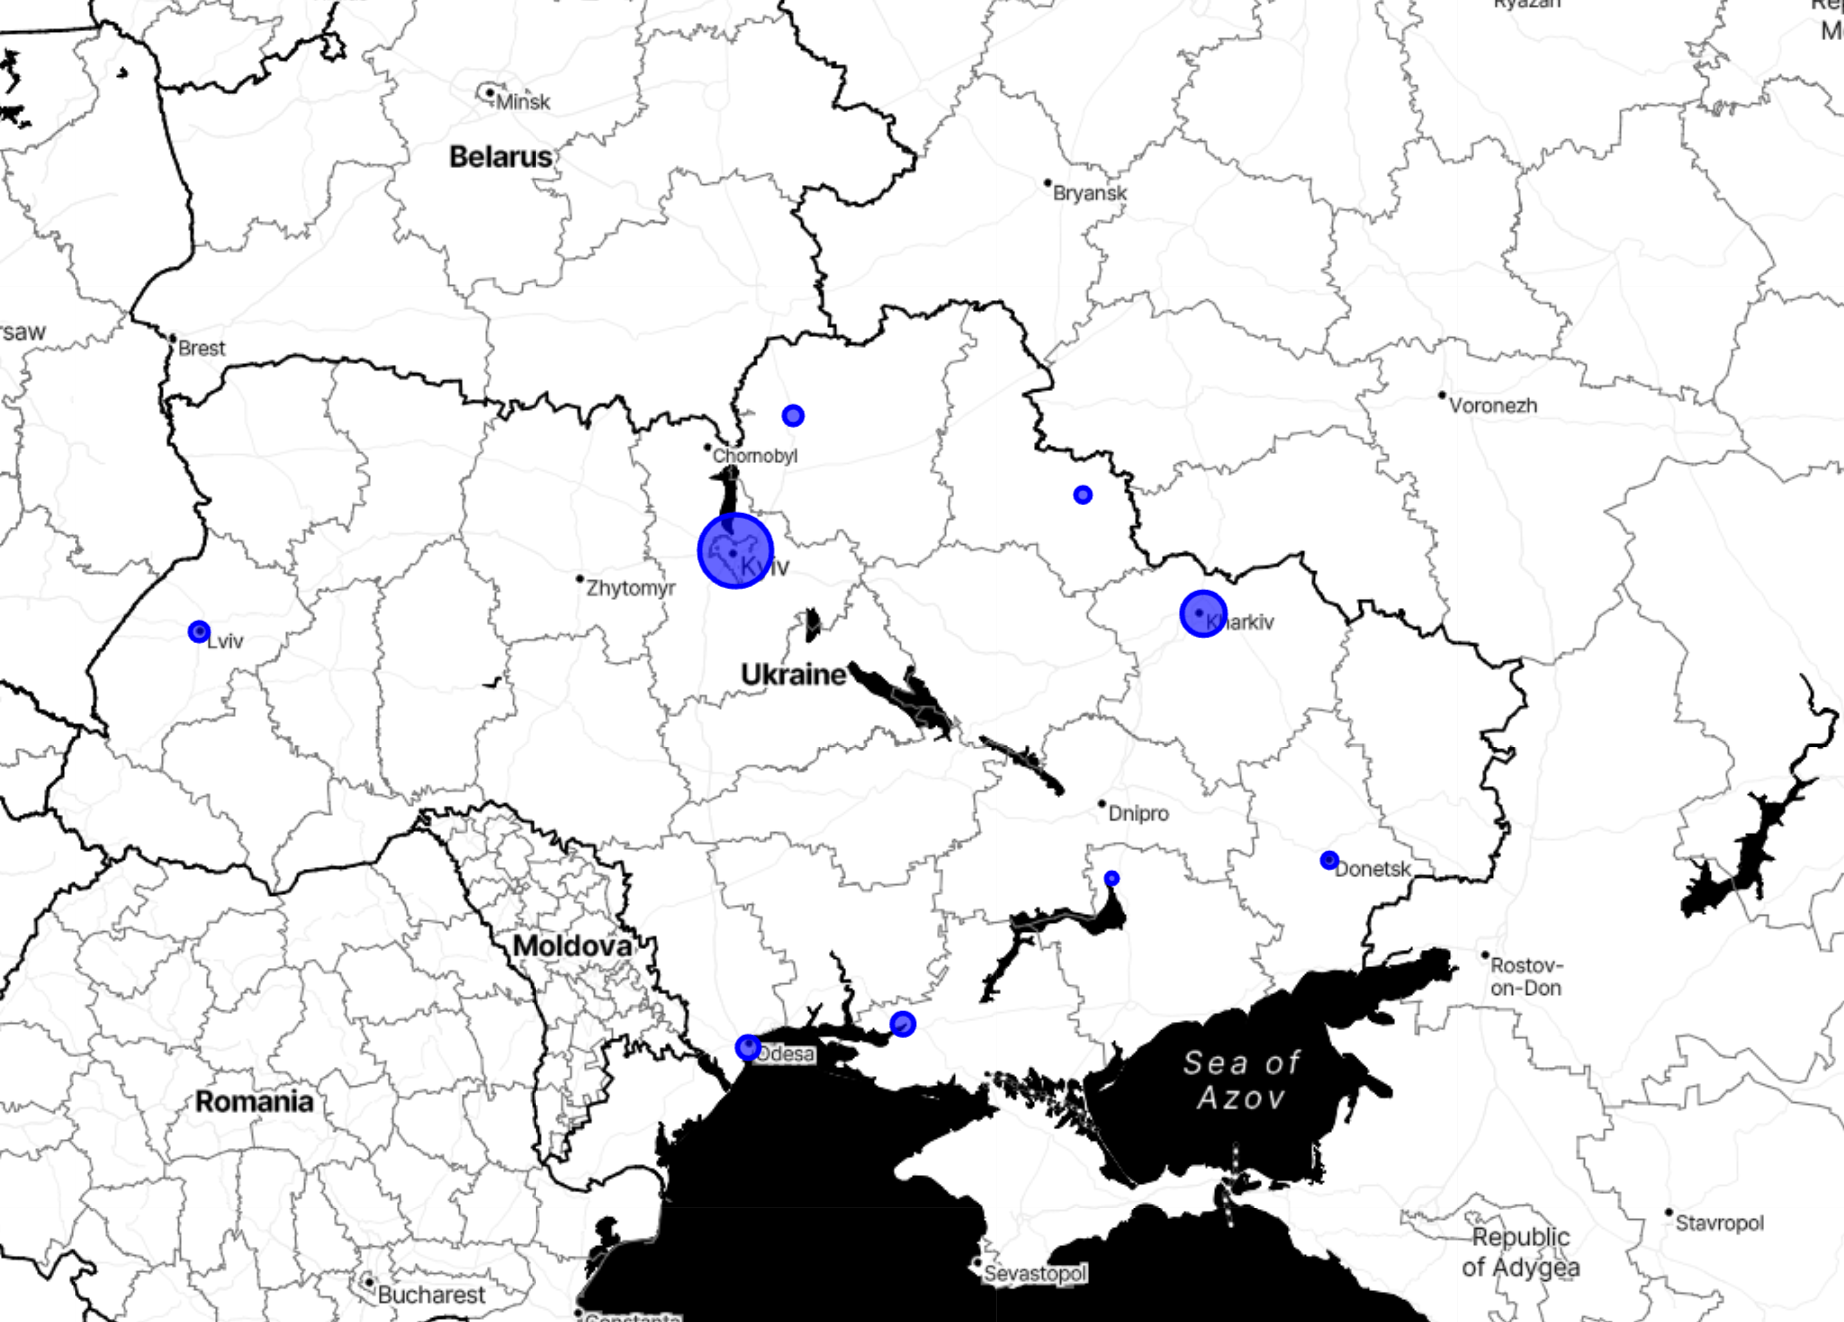 Ryazan
Minsk
Belarus
Bryansk
rsaw
Brest
Voronezh
Chornobyl
Kyiv
Zhytomyr
Kharkiv
Lviv
Ukraine
Dnipro
Donetsk
Moldova
Rostov-
on-Don
Odesa
Sea of
Azov
Romania
Stavropol
Republic
of Adygea
Sevastopol
Bucharest
Constanta